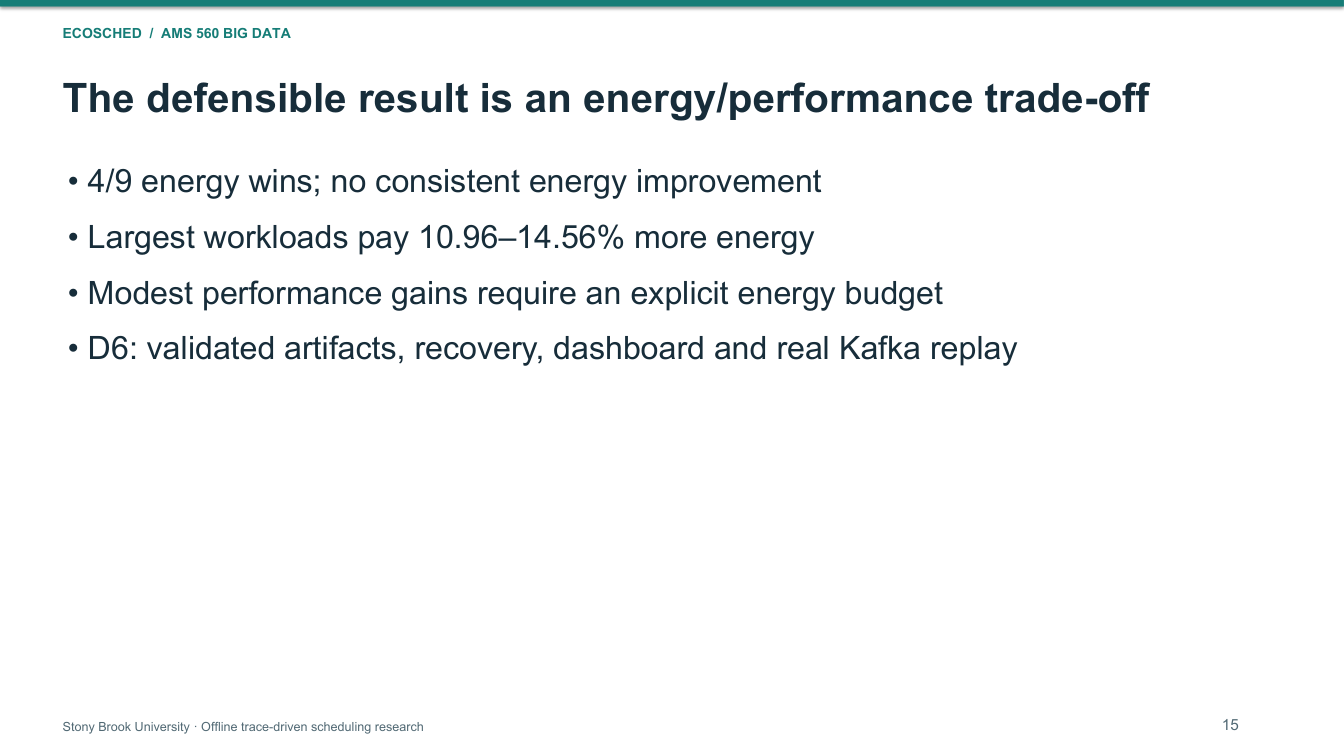 ECOSCHED / AMS 560 BIG DATA
The defensible result is an energy/performance trade-off
• 4/9 energy wins; no consistent energy improvement
• Largest workloads pay 10.96–14.56% more energy
• Modest performance gains require an explicit energy budget
• D6: validated artifacts, recovery, dashboard and real Kafka replay
Stony Brook University · Offline trace-driven scheduling research
15